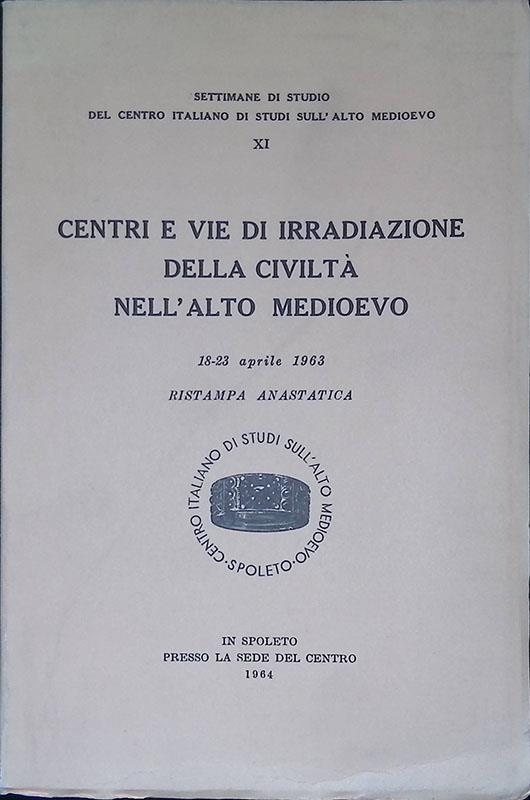 SETTIMANE DI STUDIO
DEL CENTRO ITALIANO DI STUDI SULL'ALTO MEDIOEVO
XI
CENTRI E VIE DI IRRADIAZIONE
DELLA CIVILTÀ
NELL'ALTO MEDIOEVO
18-23 aprile 1963
RISTAMPA ANASTATICA
CENTRO ITALIANO DI STUDI SULL'ALTO MEDIOEVO
·SPOLETO·
IN SPOLETO
PRESSO LA SEDE DEL CENTRO
1964